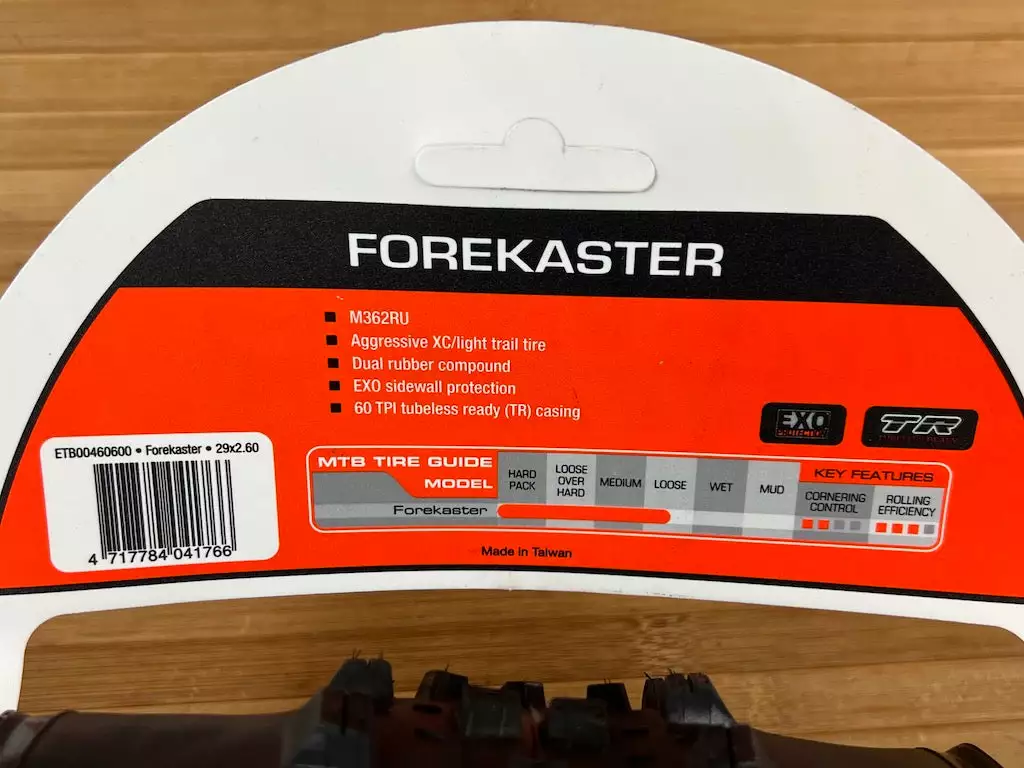 FOREKASTER
M362RU
Aggressive XC/light trail tire
Dual rubber compound
EXO sidewall protection
60 TPI tubeless ready (TR) casing
EXO
PROTECTION
TR
ETB00460600 • Forekaster • 29x2.60
4 717784 041766
MTB TIRE GUIDE
MODEL
HARD PACK
LOOSE OVER HARD
MEDIUM
LOOSE
WET
MUD
KEY FEATURES
CORNERING CONTROL
ROLLING EFFICIENCY
Forekaster
Made in Taiwan